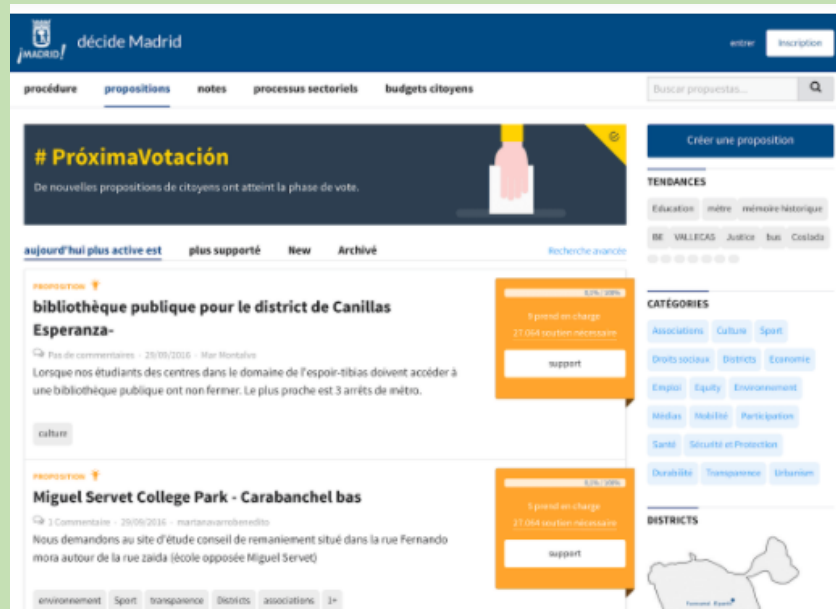 ¡MADRID!
décide Madrid
entrer
Inscription
procédure propositions notes processus sectoriels budgets citoyens
Buscar propuestas...
# PróximaVotación
De nouvelles propositions de citoyens ont atteint la phase de vote.
aujourd'hui plus active est plus supporté New Archivé
Recherche avancée
PROPOSITION
bibliothèque publique pour le district de Canillas
Esperanza-
Pas de commentaires - 29/09/2016 - Mar Montalvo
Lorsque nos étudiants des centres dans le domaine de l'espoir-tibias doivent accéder à
une bibliothèque publique ont non fermer. Le plus proche est 3 arrêts de métro.
culture
prend en charge
27.064 soutien nécessaire
support
PROPOSITION
Miguel Servet College Park - Carabanchel bas
1 Commentaire - 29/09/2016 - martanavarrobenedito
Nous demandons au site d'étude conseil de remaniement situé dans la rue Fernando
mora autour de la rue zaida (école opposée Miguel Servet)
environnement Sport transparence Districts associations 1+
prend en charge
27.064 soutien nécessaire
support
Créer une proposition
TENDANCES
Education mètre mémoire historique
BE VALLECAS Justice bus Coslada
CATÉGORIES
Associations Culture Sport
Droits sociaux Districts Economie
Emploi Equity Environnement
Médias Mobilité Participation
Santé Sécurité et Protection
Durabilité Transparence Urbanism
DISTRICTS